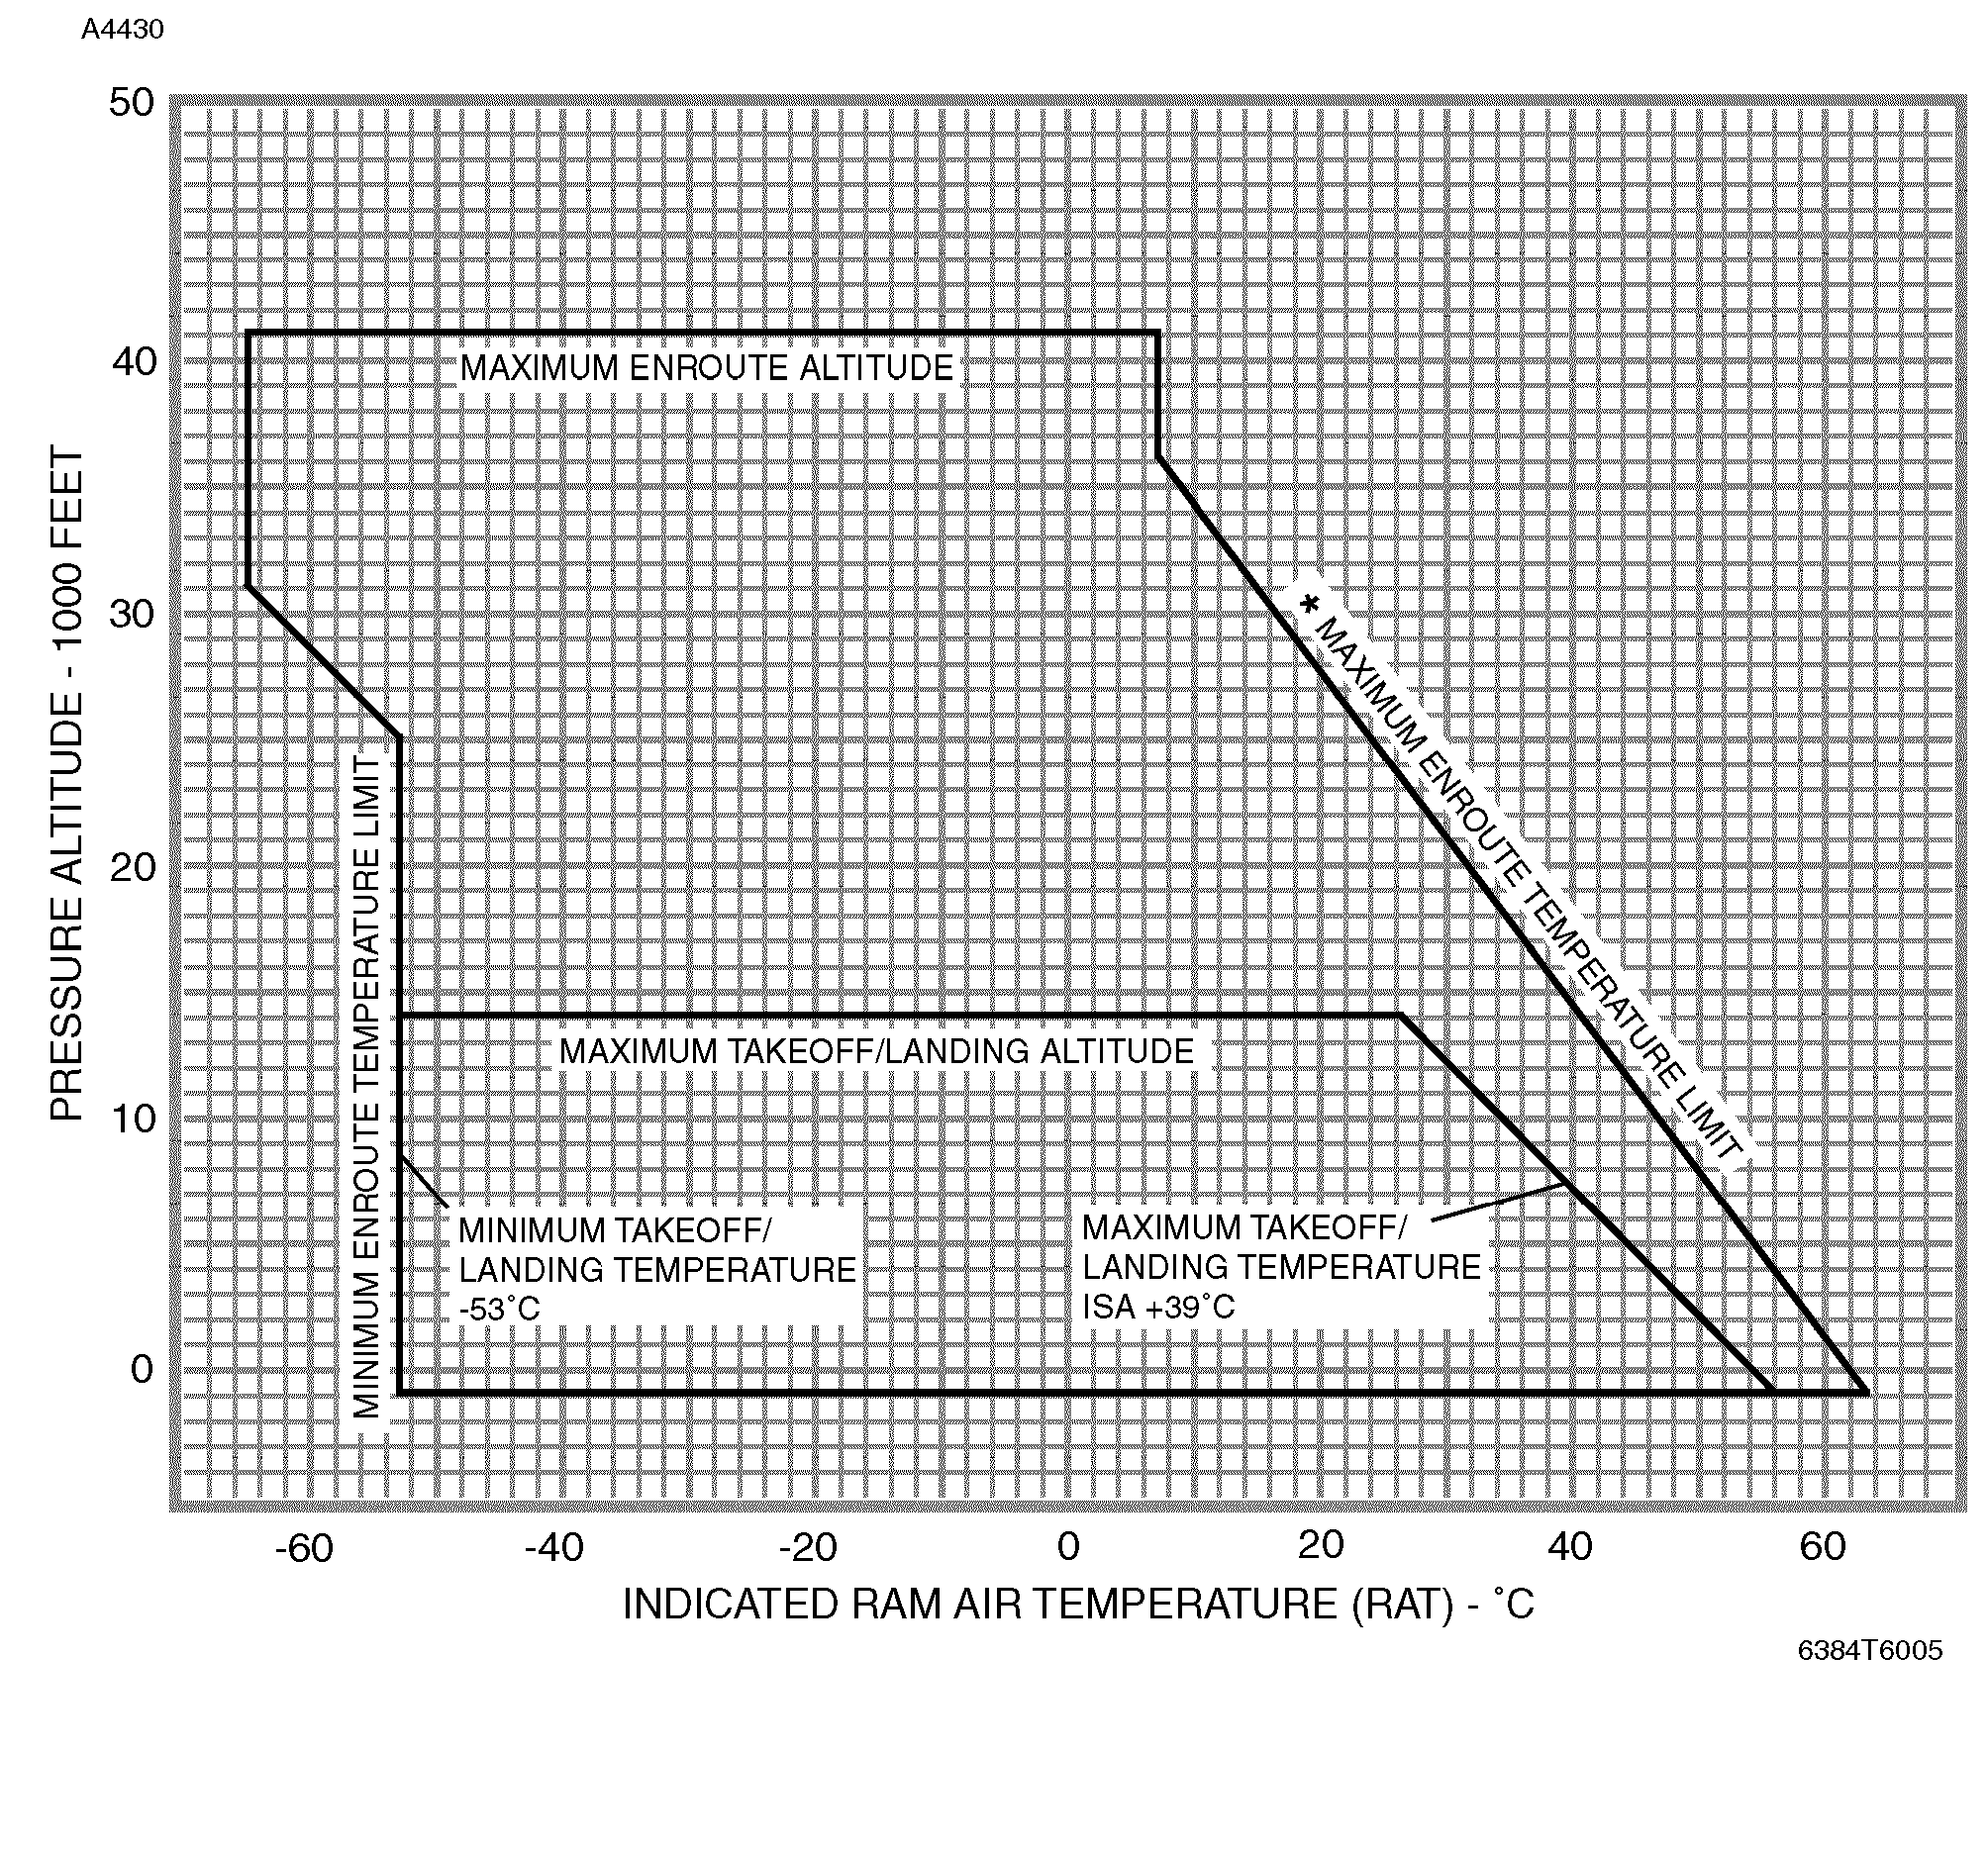 A4430
50
40
30
20
10
0
PRESSURE ALTITUDE - 1000 FEET
MAXIMUM ENROUTE ALTITUDE
* MAXIMUM ENROUTE TEMPERATURE LIMIT
MINIMUM ENROUTE TEMPERATURE LIMIT
MAXIMUM TAKEOFF/LANDING ALTITUDE
MINIMUM TAKEOFF/
LANDING TEMPERATURE
-53˚C
MAXIMUM TAKEOFF/
LANDING TEMPERATURE
ISA +39˚C
-60 -40 -20 0 20 40 60
INDICATED RAM AIR TEMPERATURE (RAT) - ˚C
6384T6005